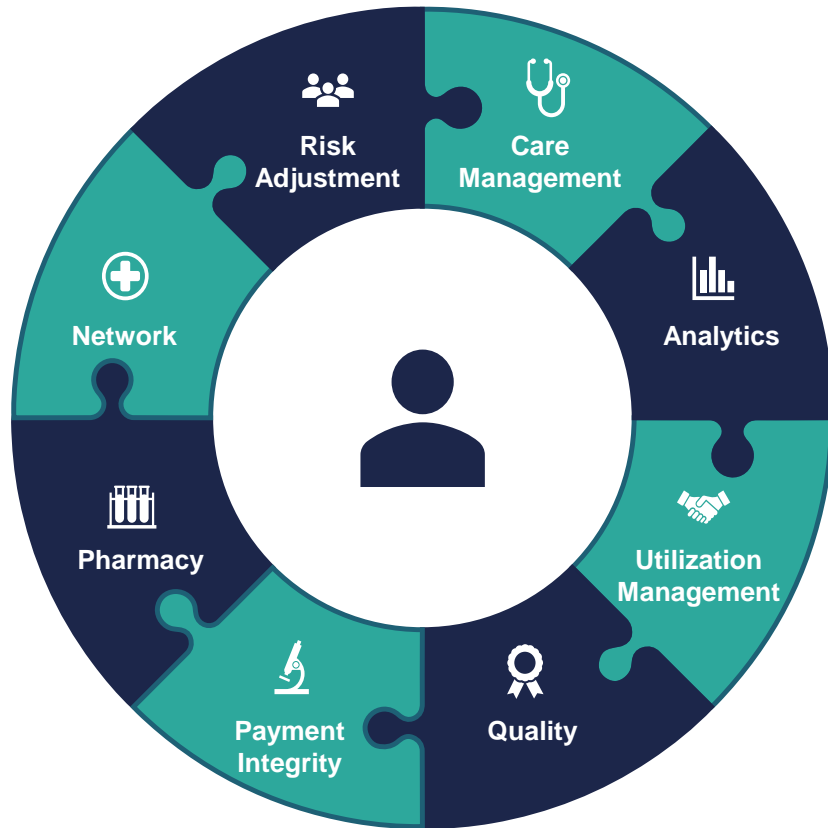 Risk
Adjustment
Care
Management
Network
Analytics
Pharmacy
Utilization
Management
Payment
Integrity
Quality